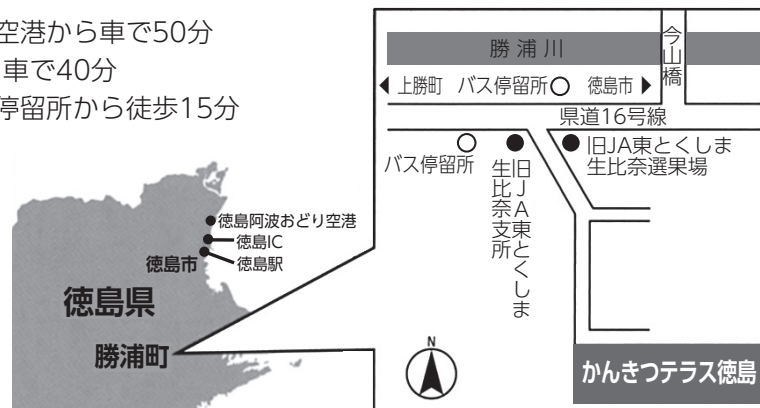 空港から車で50分
車で40分
停留所から徒歩15分
勝浦川
今山橋
◀ 上勝町 バス停留所○ 徳島市 ▶
県道16号線
バス停留所
旧JA東とくしま
生比奈支所
旧JA東とくしま
生比奈選果場
徳島阿波おどり空港
徳島IC
徳島駅
徳島市
徳島県
勝浦町
N
かんきつテラス徳島